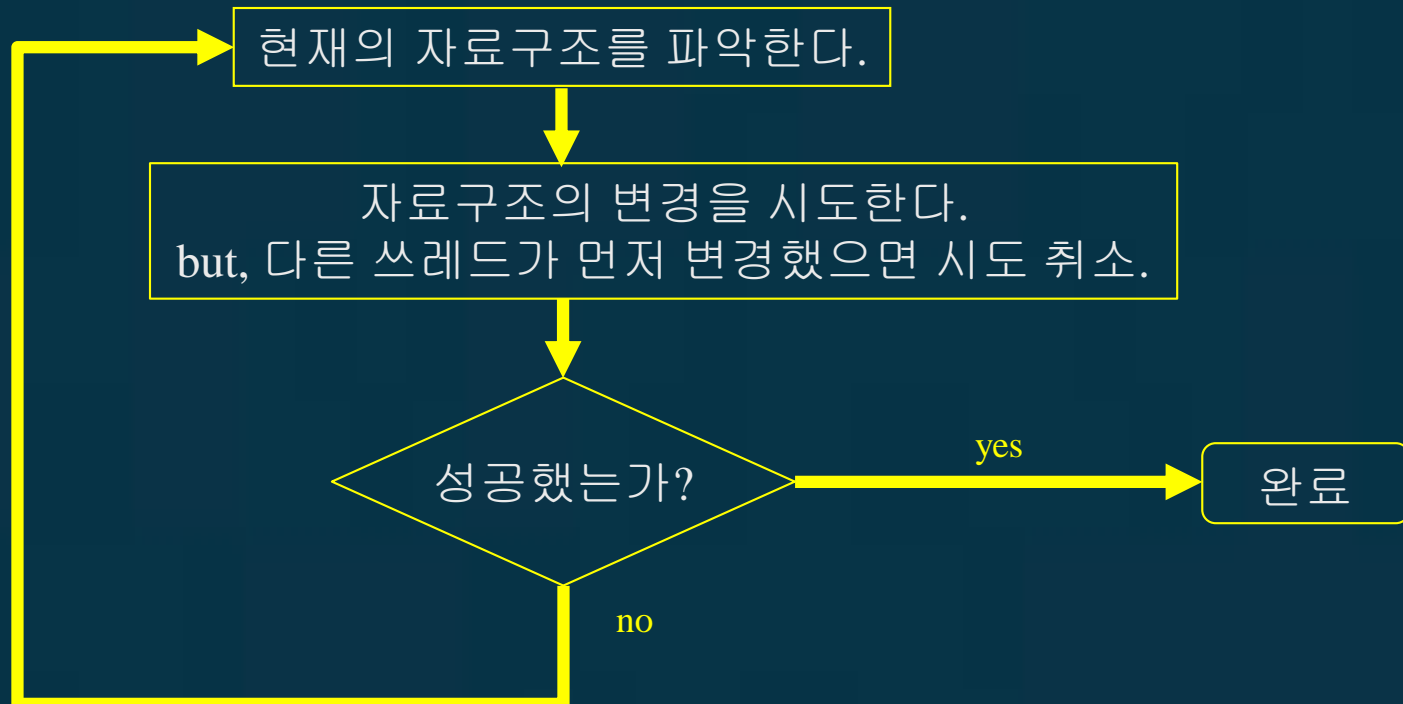 현재의 자료구조를 파악한다.
자료구조의 변경을 시도한다.
but, 다른 쓰레드가 먼저 변경했으면 시도 취소.
성공했는가?
yes
완료
no